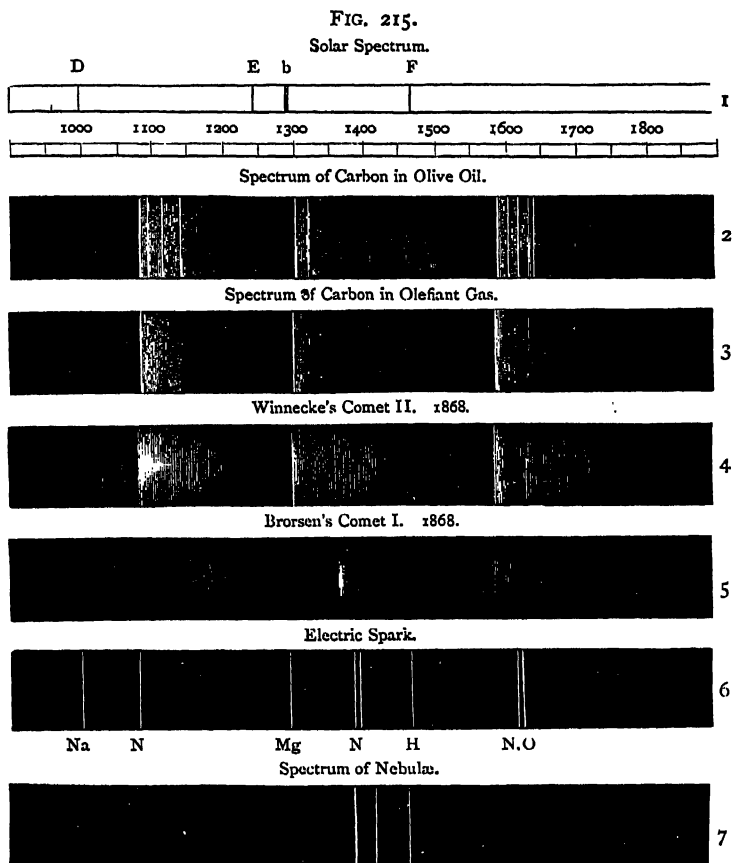 FIG. 215.
Solar Spectrum.
D E b F
1
1000 1100 1200 1300 1400 1500 1600 1700 1800
Spectrum of Carbon in Olive Oil.
2
Spectrum of Carbon in Olefiant Gas.
3
Winnecke's Comet II. 1868.
4
Brorsen's Comet I. 1868.
5
Electric Spark.
6
Na N Mg N H N,O
Spectrum of Nebulæ.
7